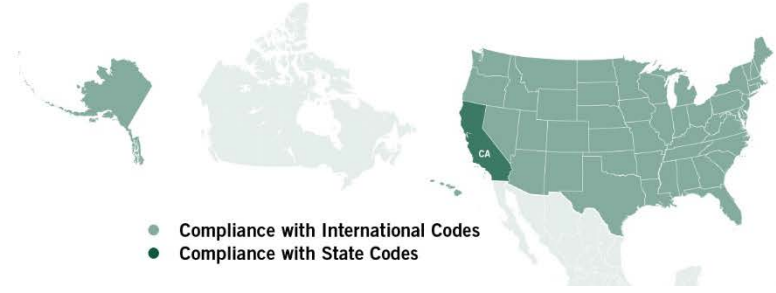 CA
Compliance with International Codes
Compliance with State Codes